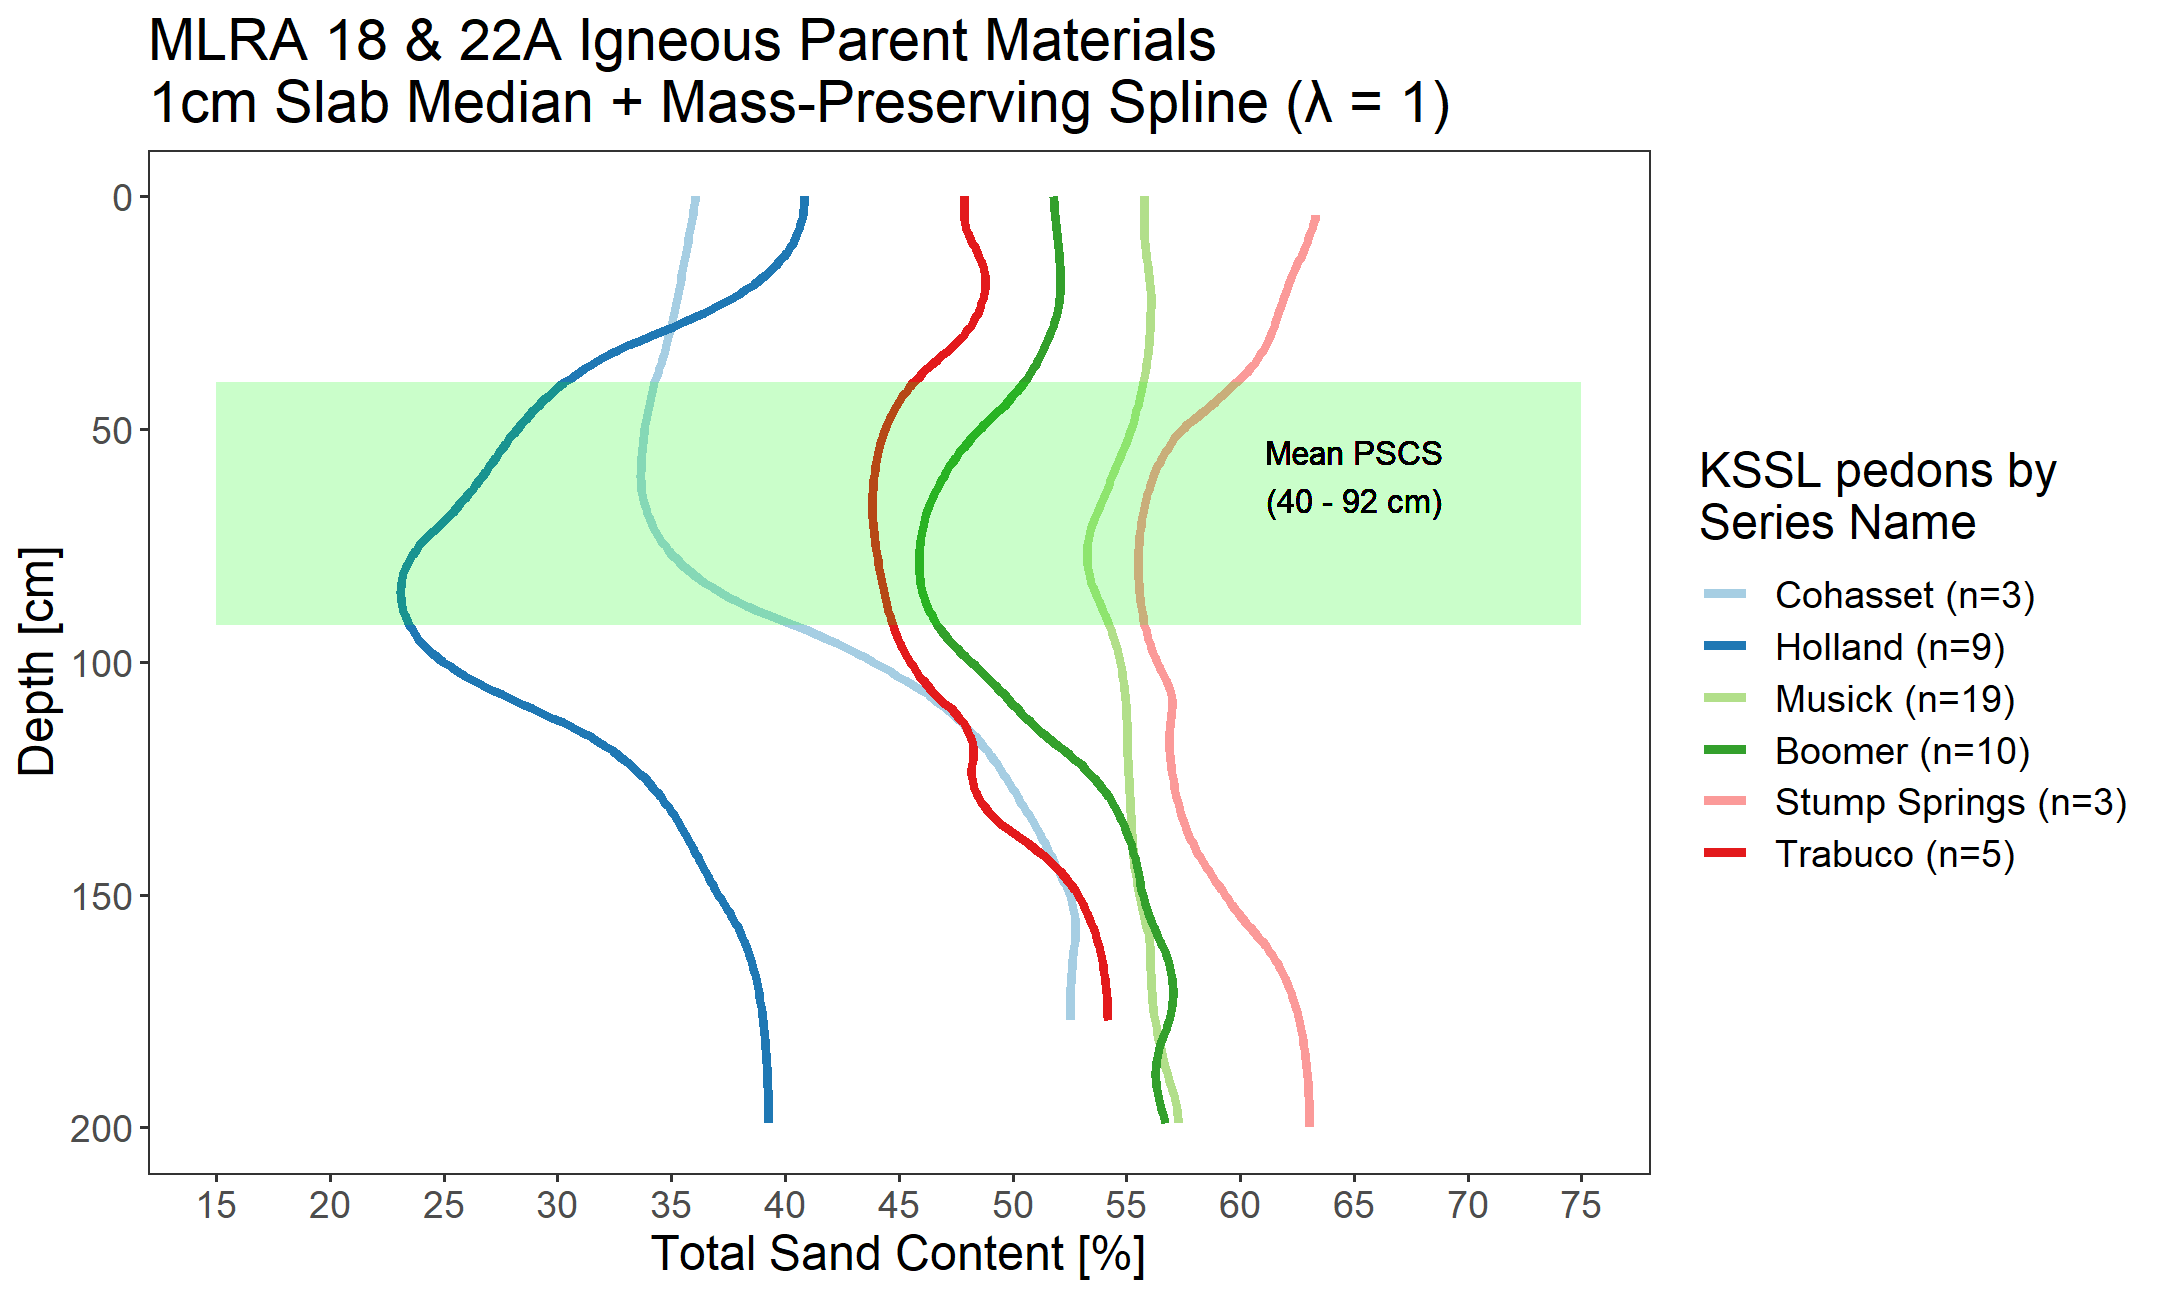 MLRA 18 & 22A Igneous Parent Materials
1cm Slab Median + Mass-Preserving Spline (λ = 1)
Depth [cm]
0
50
100
150
200
Mean PSCS
(40 - 92 cm)
15 20 25 30 35 40 45 50 55 60 65 70 75
Total Sand Content [%]
KSSL pedons by
Series Name
Cohasset (n=3)
Holland (n=9)
Musick (n=19)
Boomer (n=10)
Stump Springs (n=3)
Trabuco (n=5)